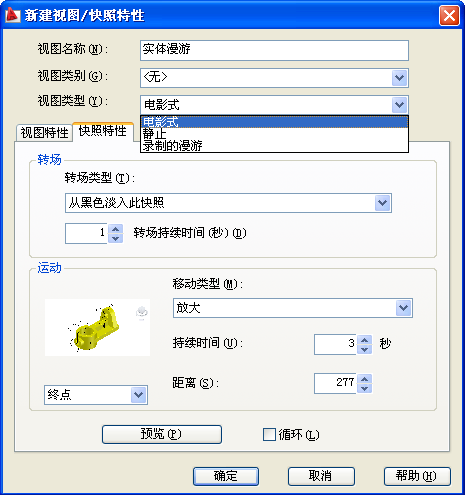 新建视图/快照特性
视图名称(N): 实体漫游
视图类别(G): <无>
视图类型(Y): 电影式
电影式
静止
录制的漫游
视图特性 快照特性
转场
转场类型(T):
从黑色淡入此快照
1 转场持续时间(秒)(D)
运动
移动类型(M):
放大
持续时间(U): 3 秒
距离(S): 277
终点
预览(P) 循环(L)
确定 取消 帮助(H)